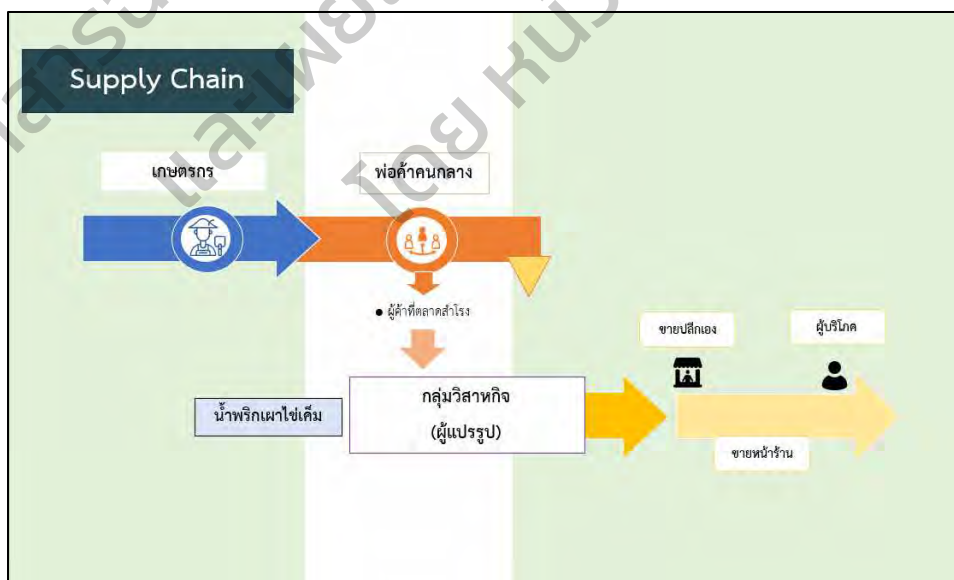 Supply Chain
เกษตรกร
พ่อค้าคนกลาง
● ผู้ค้าที่ตลาดสำโรง
ขายปลีกเอง
ผู้บริโภค
น้ำพริกเผาไข่เค็ม
กลุ่มวิสาหกิจ
(ผู้แปรรูป)
ขายหน้าร้าน
โดย